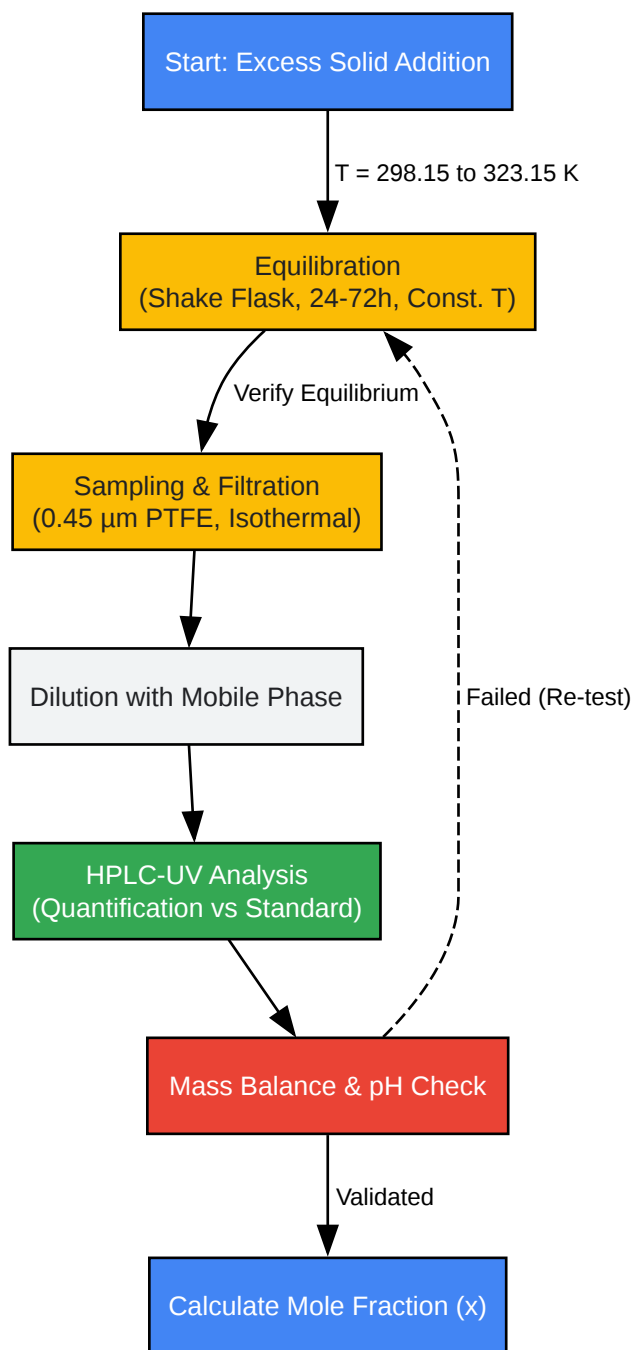 Start: Excess Solid Addition
T = 298.15 to 323.15 K
Equilibration
(Shake Flask, 24-72h, Const. T)
Verify Equilibrium
Sampling & Filtration
(0.45 µm PTFE, Isothermal)
Dilution with Mobile Phase
Failed (Re-test)
HPLC-UV Analysis
(Quantification vs Standard)
Mass Balance & pH Check
Validated
Calculate Mole Fraction (x)